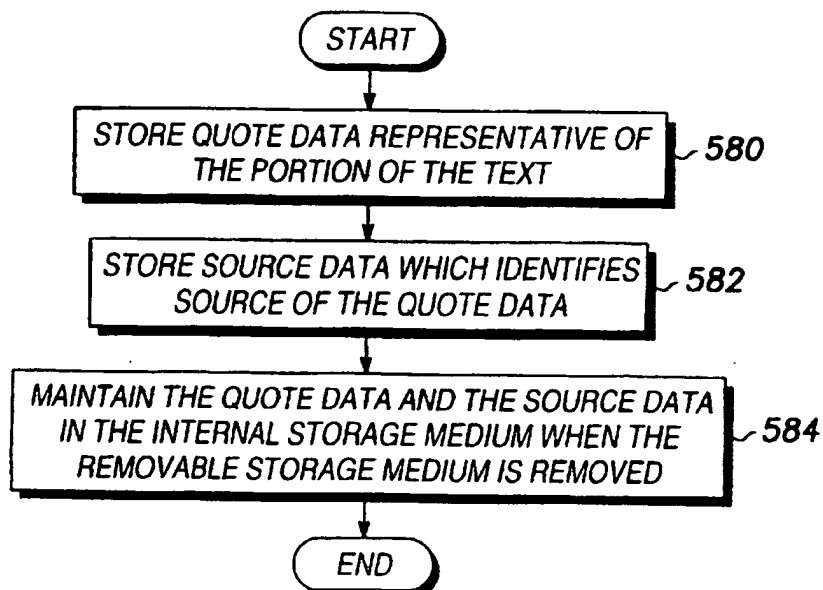 START
STORE QUOTE DATA REPRESENTATIVE OF
THE PORTION OF THE TEXT
580
STORE SOURCE DATA WHICH IDENTIFIES
SOURCE OF THE QUOTE DATA
582
MAINTAIN THE QUOTE DATA AND THE SOURCE DATA
IN THE INTERNAL STORAGE MEDIUM WHEN THE
REMOVABLE STORAGE MEDIUM IS REMOVED
584
END